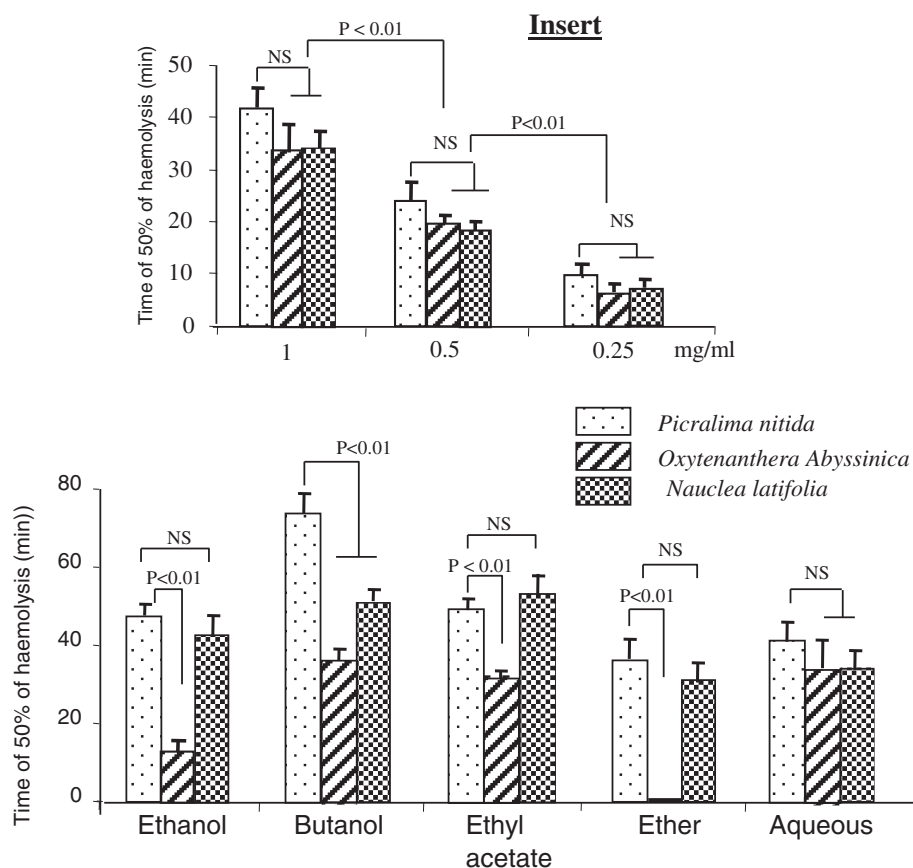 Insert
P < 0.01
NS
50
40
30
20
10
0
Time of 50% of haemolysis (min)
NS
P<0.01
NS
1 0.5 0.25 mg/ml
Picralima nitida
Oxytenanthera Abyssinica
Nauclea latifolia
P<0.01
80
60
40
20
0
Time of 50% of haemolysis (min))
NS
P<0.01
NS
P < 0.01
NS
P<0.01
NS
Ethanol Butanol Ethyl Ether Aqueous
acetate